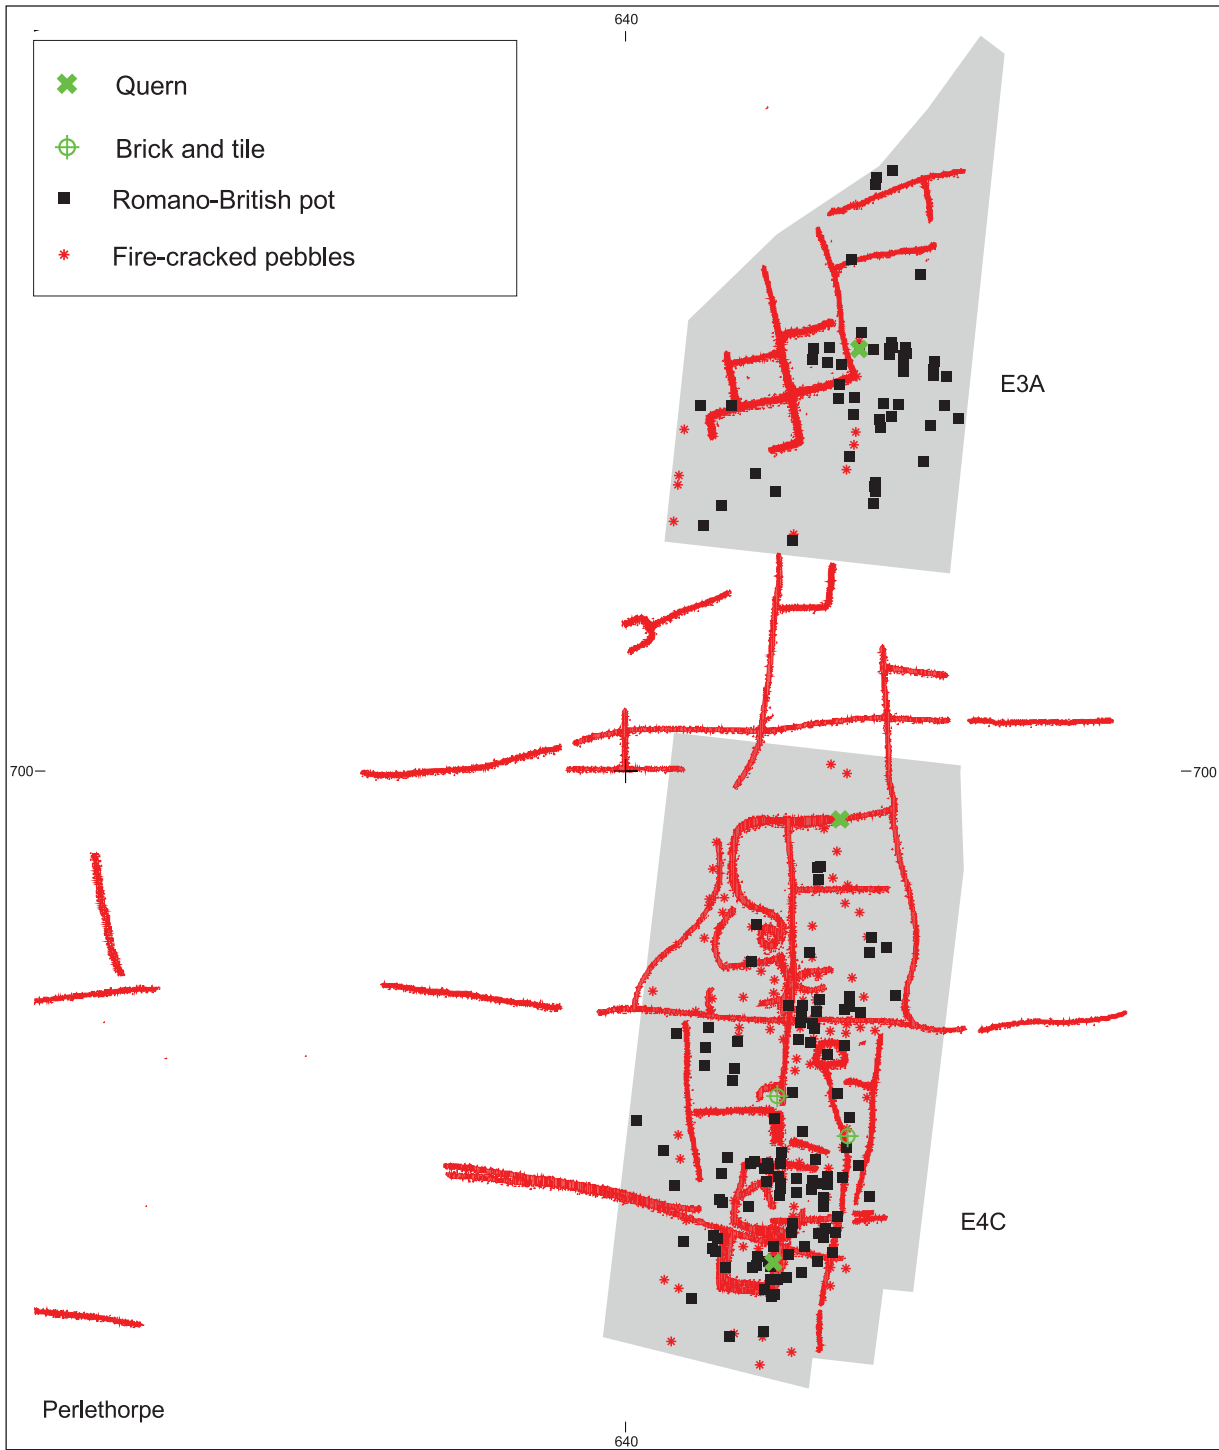 640
Quern
Brick and tile
Romano-British pot
Fire-cracked pebbles
E3A
700
700
E4C
Perlethorpe
640